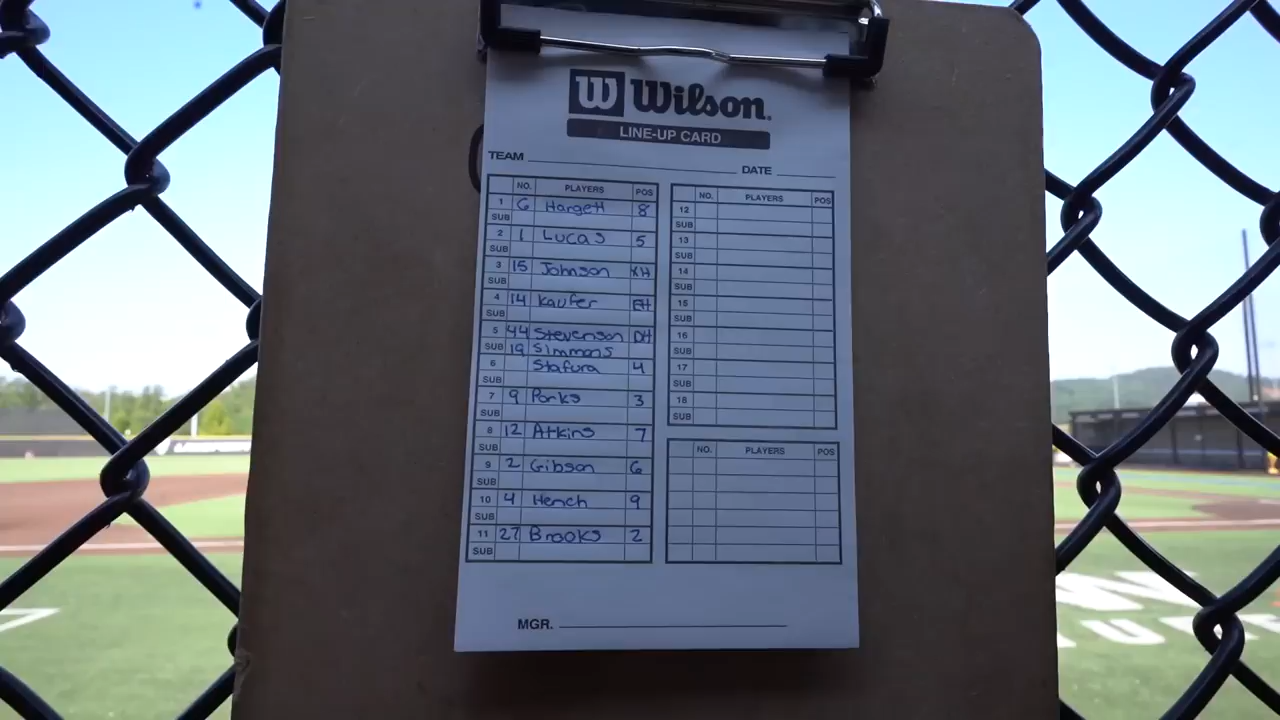 W Wilson.
LINE-UP CARD
TEAM DATE
NO. PLAYERS POS
1 6 Hargett 8
SUB
2 1 Lucas 5
SUB
3 15 Johnson XH
SUB
4 14 Kaufer EH
SUB
5 44 Stevenson DH
SUB 19 Simmons
6 Stafura 4
SUB
7 9 Parks 3
SUB
8 12 Atkins 7
SUB
9 2 Gibson 6
SUB
10 4 Hench 9
SUB
11 27 Brooks 2
SUB
NO. PLAYERS POS
12
SUB
13
SUB
14
SUB
15
SUB
16
SUB
17
SUB
18
SUB
NO. PLAYERS POS
MGR.